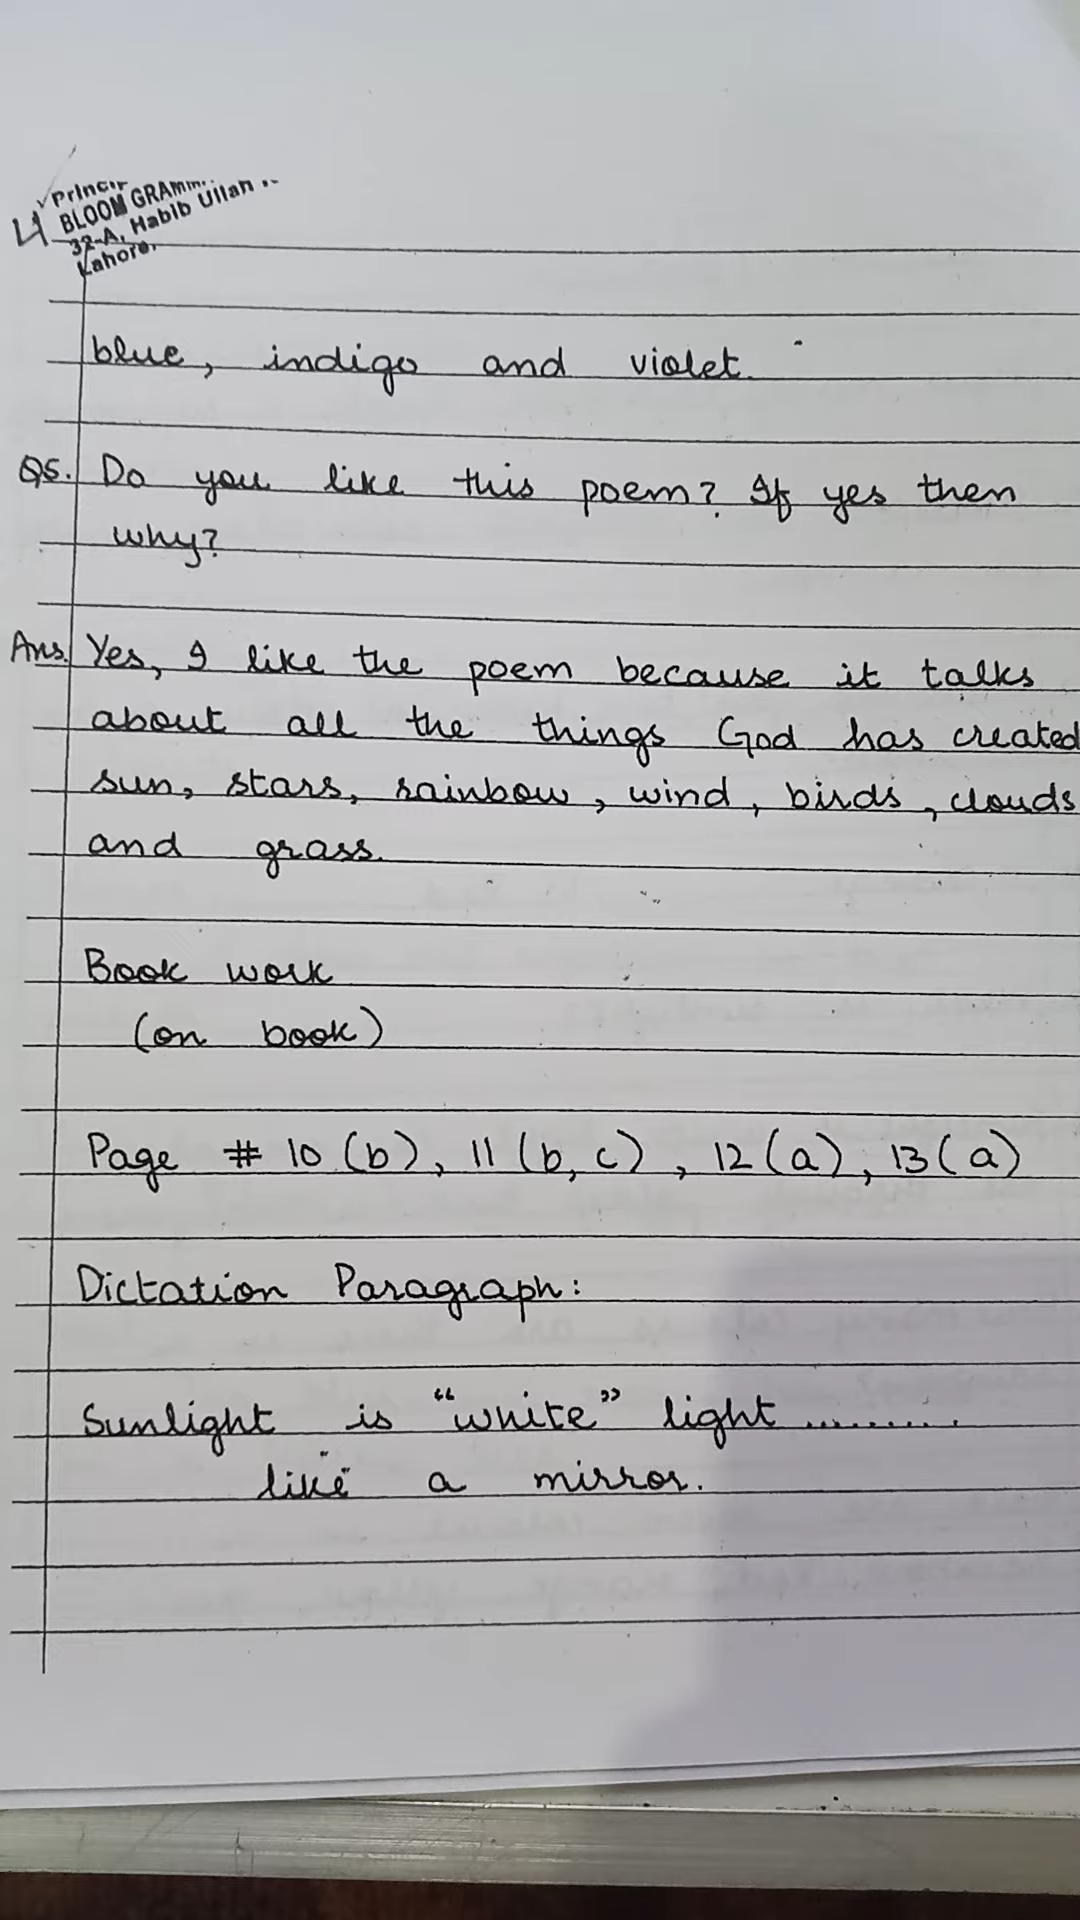 BLOOM GRAMM
32-A, Habib Ullah
Lahore.
blue, indigo and violet.
Q5. Do you like this poem? If yes then
why?
Ans. Yes, I like the poem because it talks
about all the things God has created
sun, stars, rainbow, wind, birds, clouds
and grass.
Book work
(on book)
Page # 10 (b), 11 (b, c), 12 (a), 13 (a)
Dictation Paragraph:
Sunlight is “white” light ..........
like a mirror.